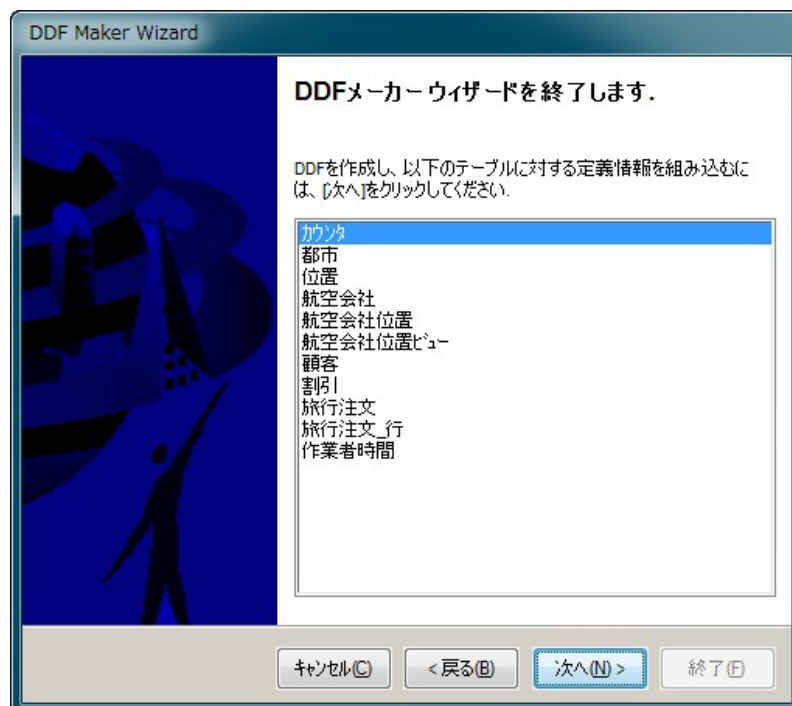 DDF Maker Wizard
DDFメーカー ウィザードを終了します.
DDFを作成し、以下のテーブルに対する定義情報を組み込むに
は、[次へ]をクリックしてください.
カウンタ
都市
位置
航空会社
航空会社位置
航空会社位置ビュー
顧客
割引
旅行注文
旅行注文_行
作業者時間
キャンセル(C)
< 戻る(B)
次へ(N) >
終了(F)